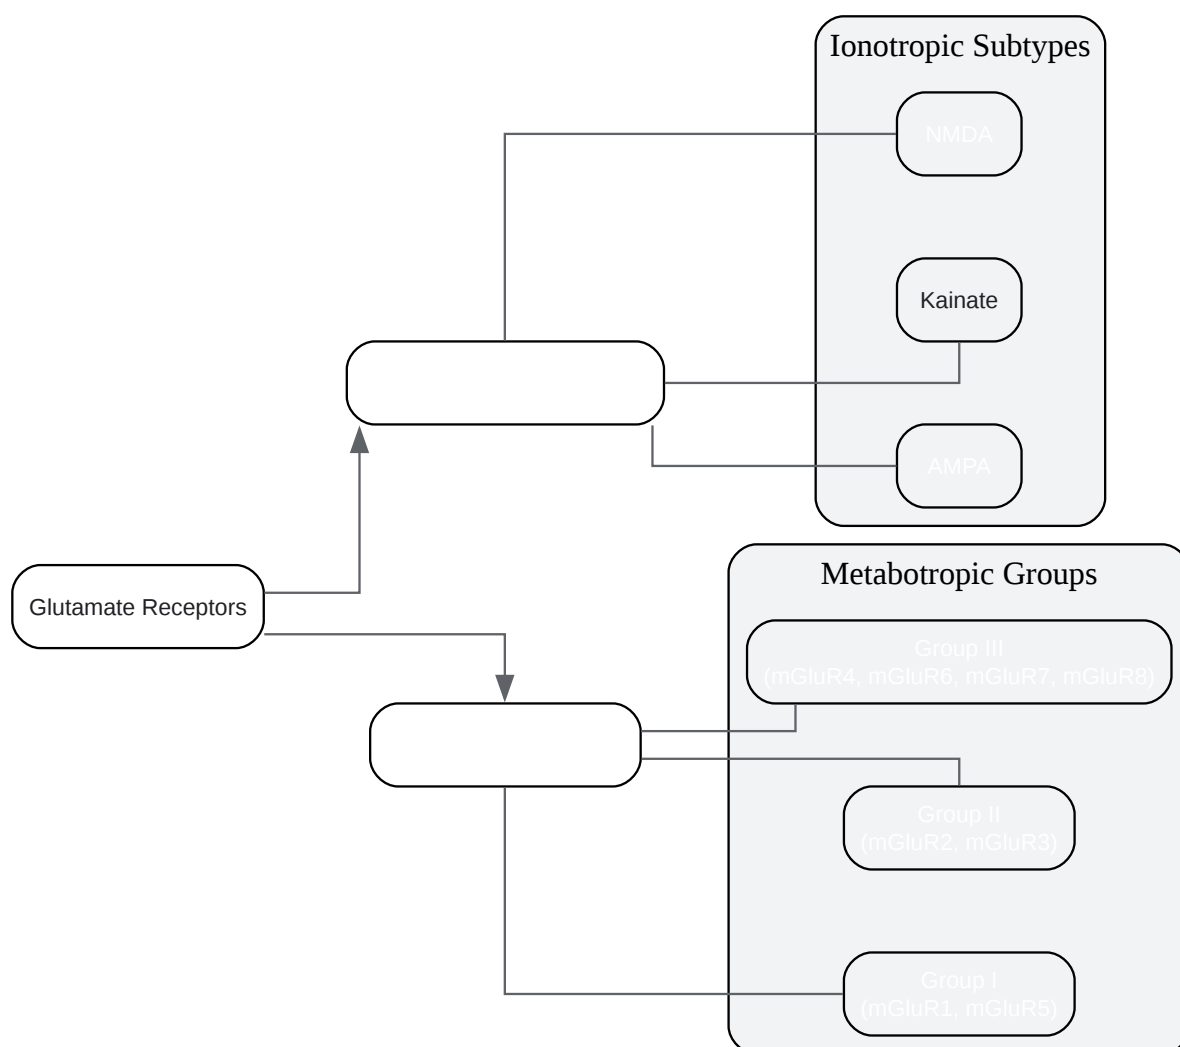 Ionotropic Subtypes
NMDA
Kainate
AMPA
Glutamate Receptors
Metabotropic Groups
Group III
(mGluR4, mGluR6, mGluR7, mGluR8)
Group II
(mGluR2, mGluR3)
Group I
(mGluR1, mGluR5)